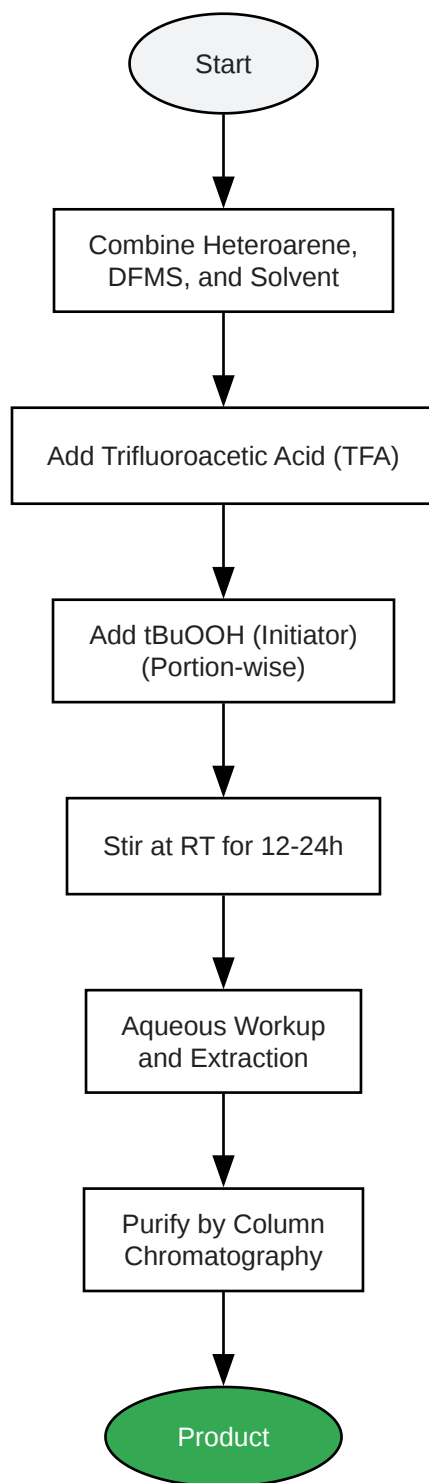 Start
Combine Heteroarene,
DFMS, and Solvent
Add Trifluoroacetic Acid (TFA)
Add tBuOOH (Initiator)
(Portion-wise)
Stir at RT for 12-24h
Aqueous Workup
and Extraction
Purify by Column
Chromatography
Product